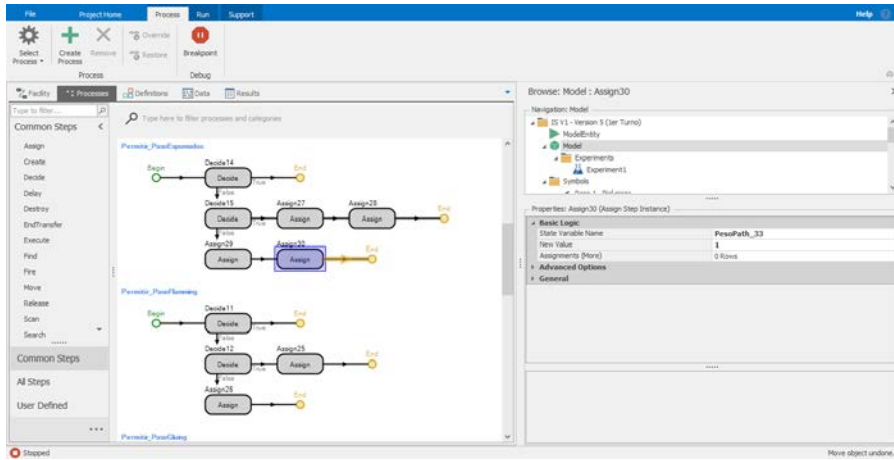 File Project Home Process Run Support Help
Select Process Create Process Remove Override Restore Breakpoint
Process Debug
Facility Processes Definitions Data Results
Browse: Model : Assign30
Type to filter...
Type here to filter processes and categories
Navigation: Model
Common Steps
IS V1 - Version 5 (1er Turno)
ModelEntity
Model
Experiments
Experiment1
Symbols
Assign
Create
Decide
Delay
Destroy
EndTransfer
Execute
Find
Fire
Move
Release
Scan
Search
Common Steps
All Steps
User Defined
Begin Decide14 End
Decide True
False
Decide15 Assign27 Assign28 End
Decide True Assign Assign
False
Assign29 Assign30 End
Assign Assign
Permitir_PasoFlumming
Begin Decide11 End
Decide True
False
Decide12 Assign25 End
Decide True Assign
False
Assign26 End
Assign
Properties: Assign30 (Assign Step Instance)
Basic Logic
State Variable Name PesoPath_33
New Value 1
Assignments (More) 0 Rows
Advanced Options
General
Stopped
Move object undone.